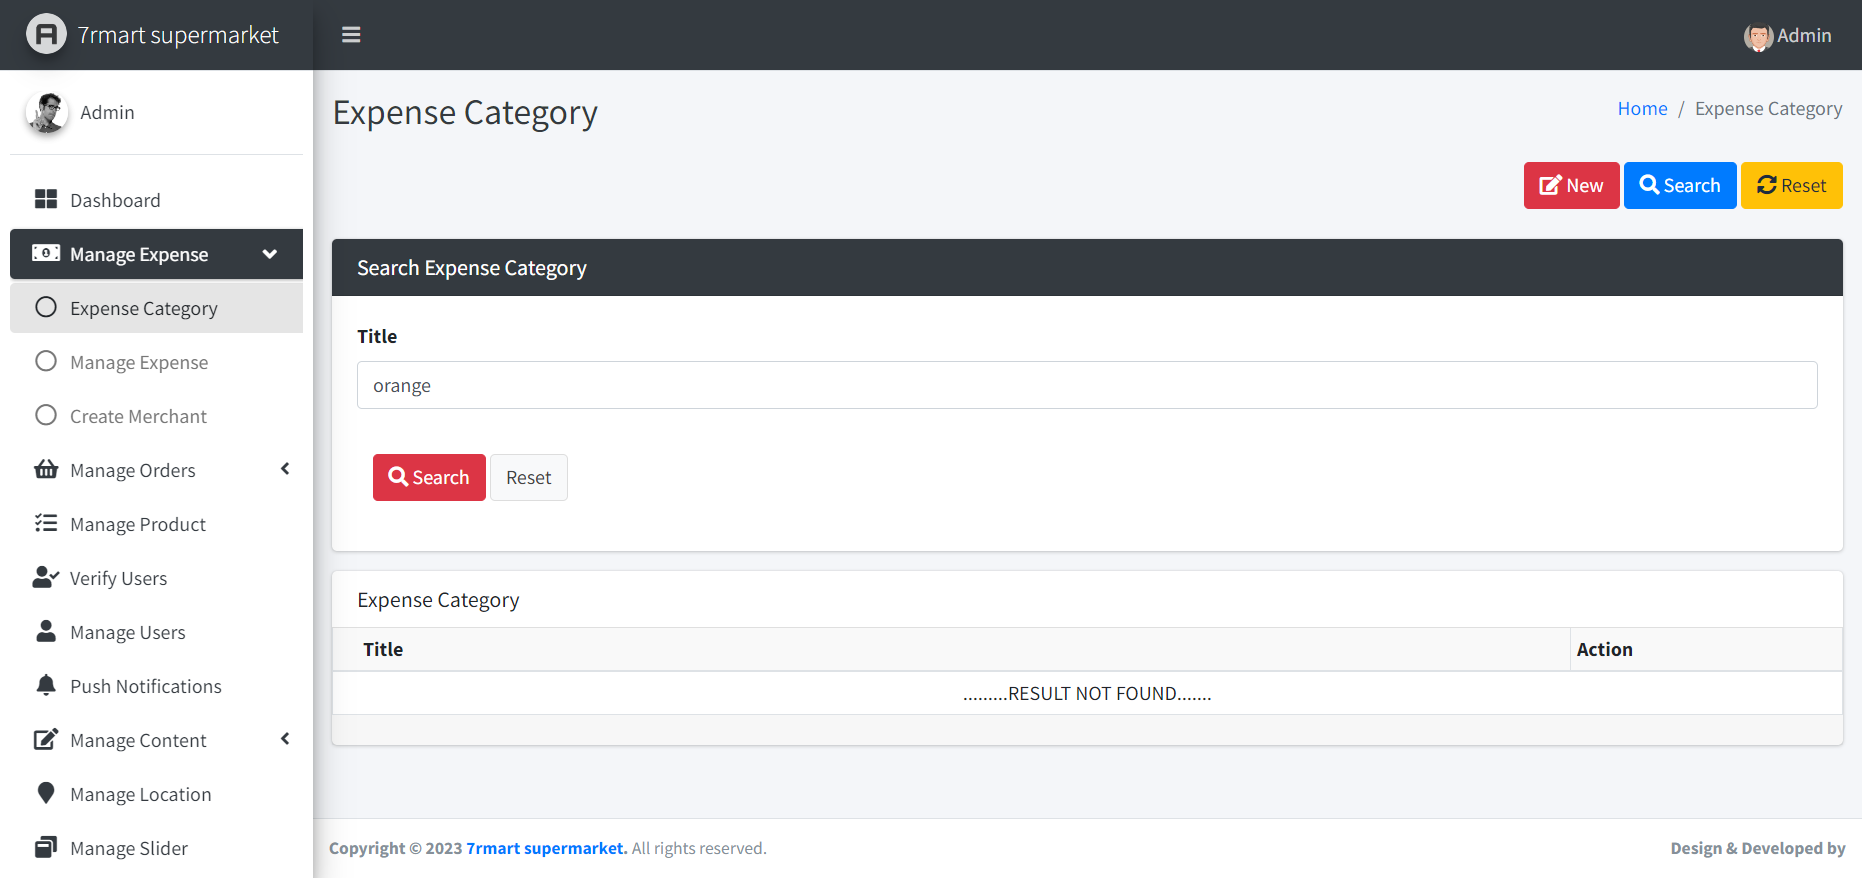 7rmart supermarket
Admin
Admin
Dashboard
Manage Expense
Expense Category
Manage Expense
Create Merchant
Manage Orders
Manage Product
Verify Users
Manage Users
Push Notifications
Manage Content
Manage Location
Manage Slider
Expense Category
Home / Expense Category
New Search Reset
Search Expense Category
Title
orange
Search Reset
Expense Category
Title Action
.........RESULT NOT FOUND.......
Copyright © 2023 7rmart supermarket. All rights reserved.
Design & Developed by